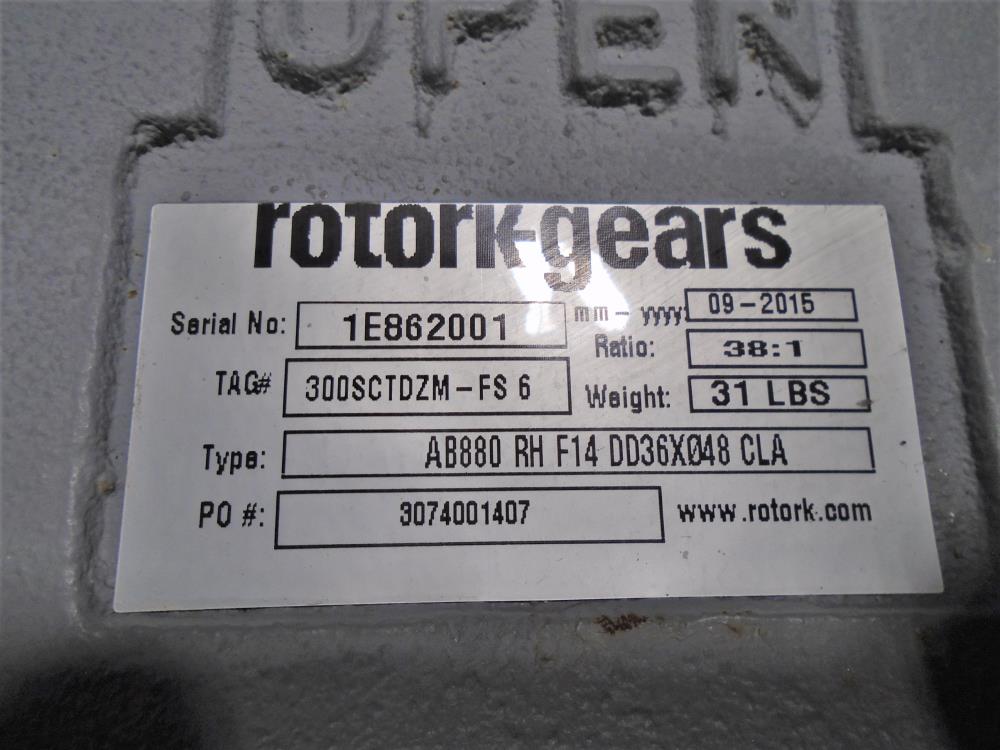 OPEN
rotork-gears
Serial No: 1E862001 mm - yyyy: 09-2015
Ratio: 38:1
TAG# 300SCTDZM-FS 6 Weight: 31 LBS
Type: AB880 RH F14 DD36XØ48 CLA
PO #: 3074001407 www.rotork.com